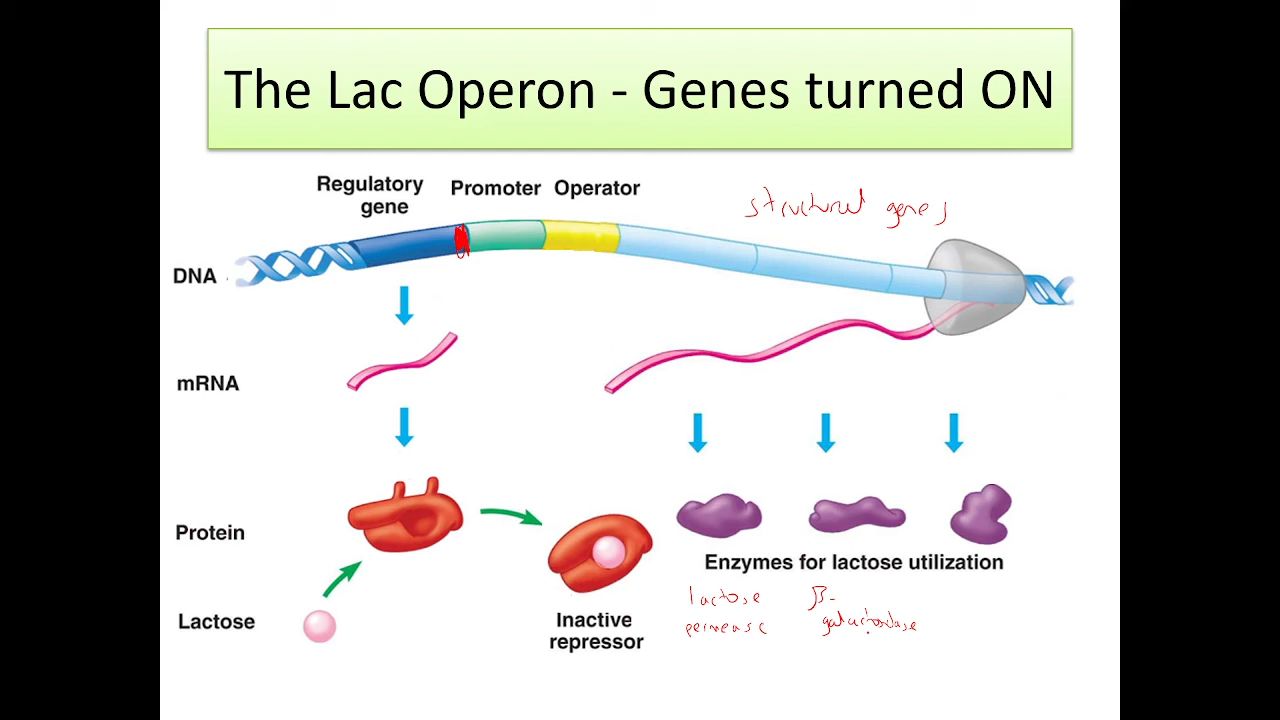 The Lac Operon - Genes turned ON
Regulatory
gene
Promoter
Operator
structural genes
DNA
mRNA
Protein
Enzymes for lactose utilization
lactose
permease
β-
galactosidase
Lactose
Inactive
repressor